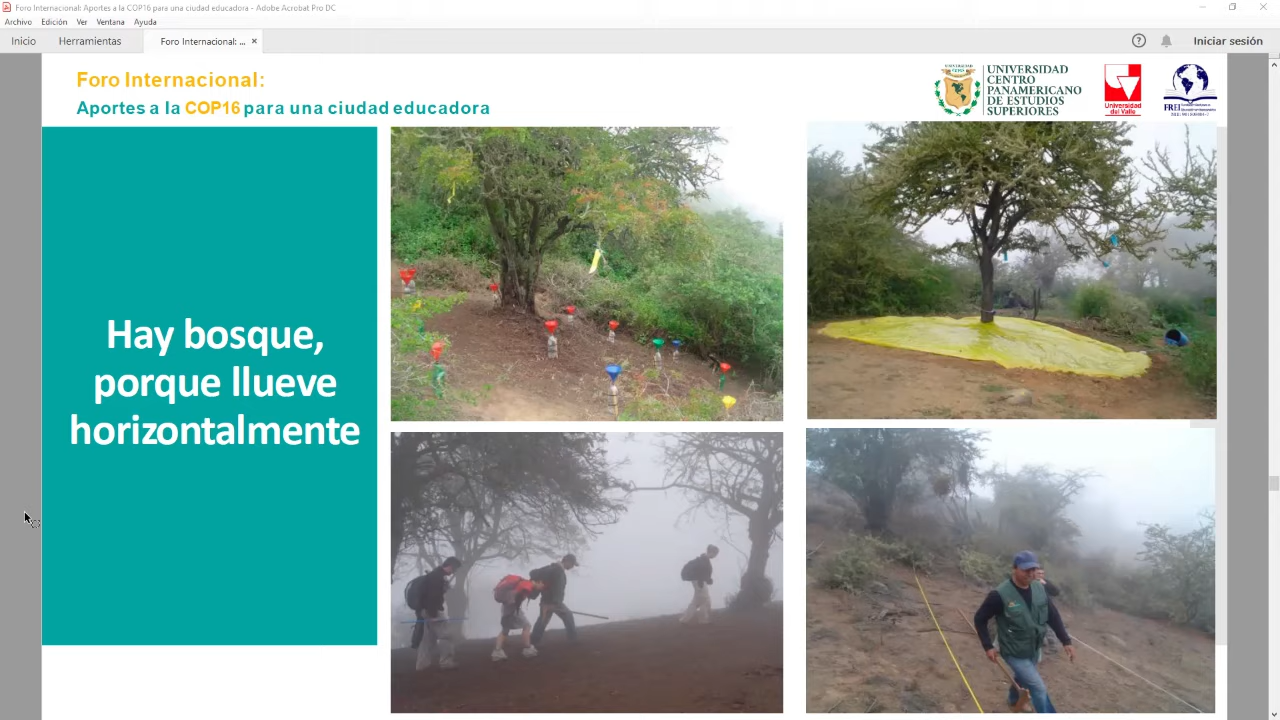 Foro Internacional: Aportes a la COP16 para una ciudad educadora - Adobe Acrobat Pro DC
Archivo Edición Ver Ventana Ayuda
Inicio Herramientas Foro Internacional: ... × Iniciar sesión
Foro Internacional:
Aportes a la COP16 para una ciudad educadora
UNIVERSIDAD
CENTRO
PANAMERICANO
DE ESTUDIOS
SUPERIORES
Universidad
del Valle
FREI
Hay bosque,
porque llueve
horizontalmente